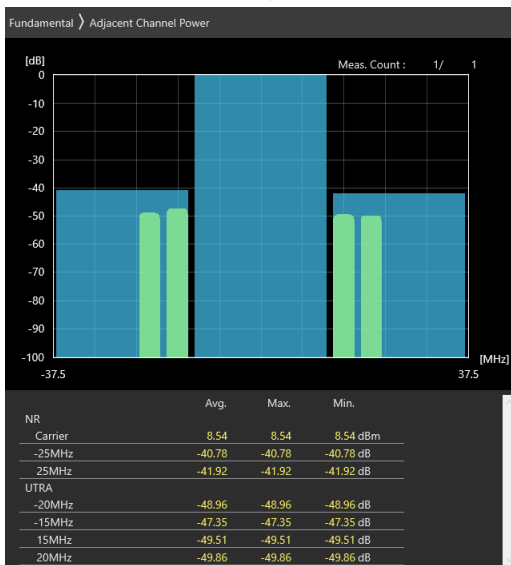 Fundamental 〉 Adjacent Channel Power
[dB] Meas. Count : 1/ 1
0
-10
-20
-30
-40
-50
-60
-70
-80
-90
-100
[MHz]
-37.5 37.5
Avg. Max. Min.
NR
Carrier 8.54 8.54 8.54 dBm
-25MHz -40.78 -40.78 -40.78 dB
25MHz -41.92 -41.92 -41.92 dB
UTRA
-20MHz -48.96 -48.96 -48.96 dB
-15MHz -47.35 -47.35 -47.35 dB
15MHz -49.51 -49.51 -49.51 dB
20MHz -49.86 -49.86 -49.86 dB